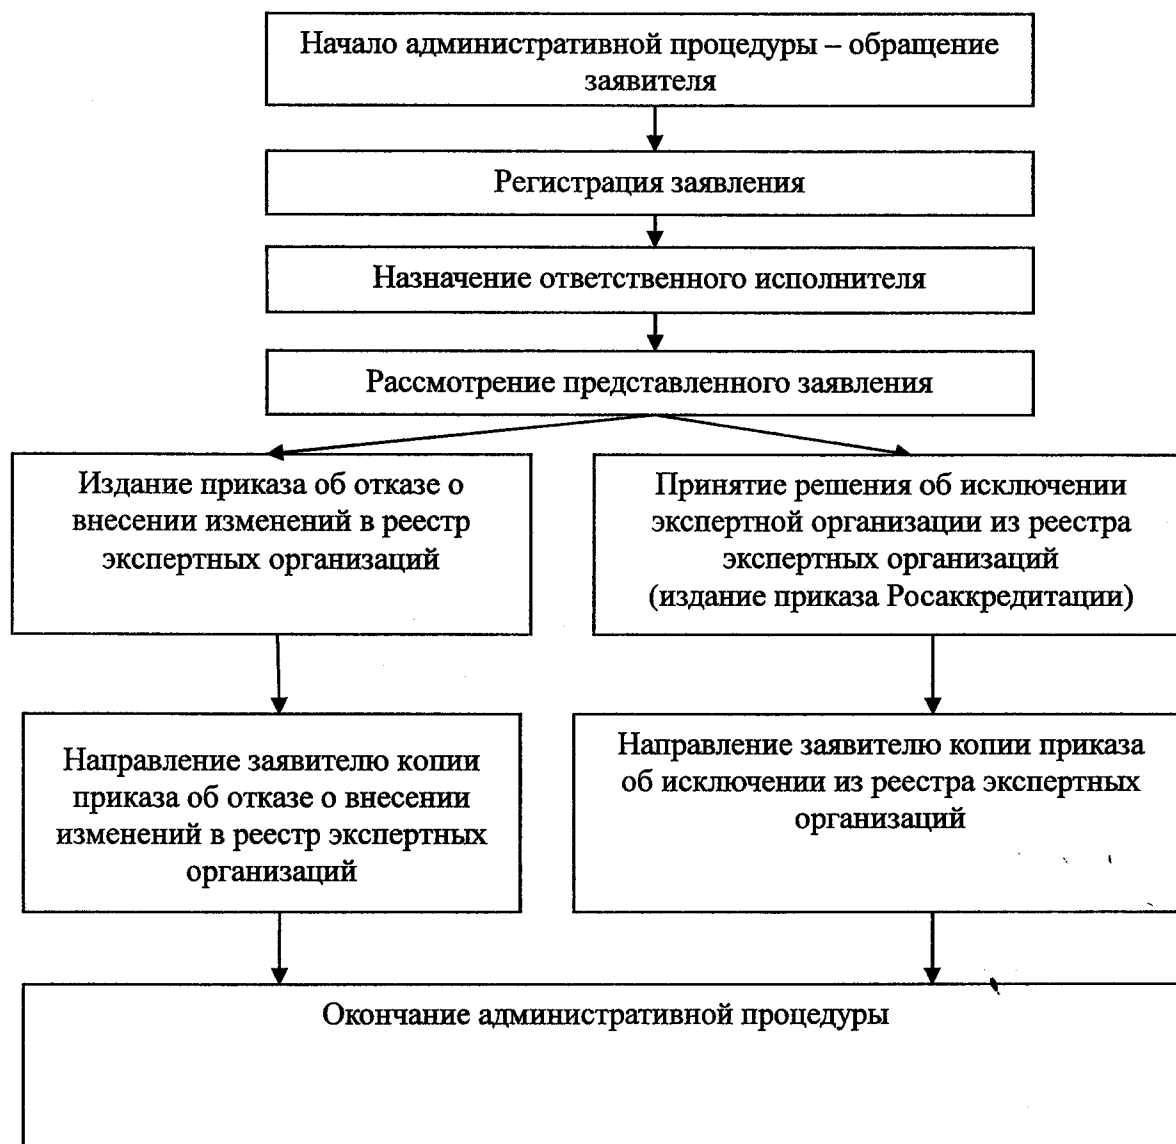 Начало административной процедуры – обращение
заявителя
Регистрация заявления
Назначение ответственного исполнителя
Рассмотрение представленного заявления
Издание приказа об отказе о
внесении изменений в реестр
экспертных организаций
Принятие решения об исключении
экспертной организации из реестра
экспертных организаций
(издание приказа Росаккредитации)
Направление заявителю копии
приказа об отказе о внесении
изменений в реестр экспертных
организаций
Направление заявителю копии приказа
об исключении из реестра экспертных
организаций
Окончание административной процедуры